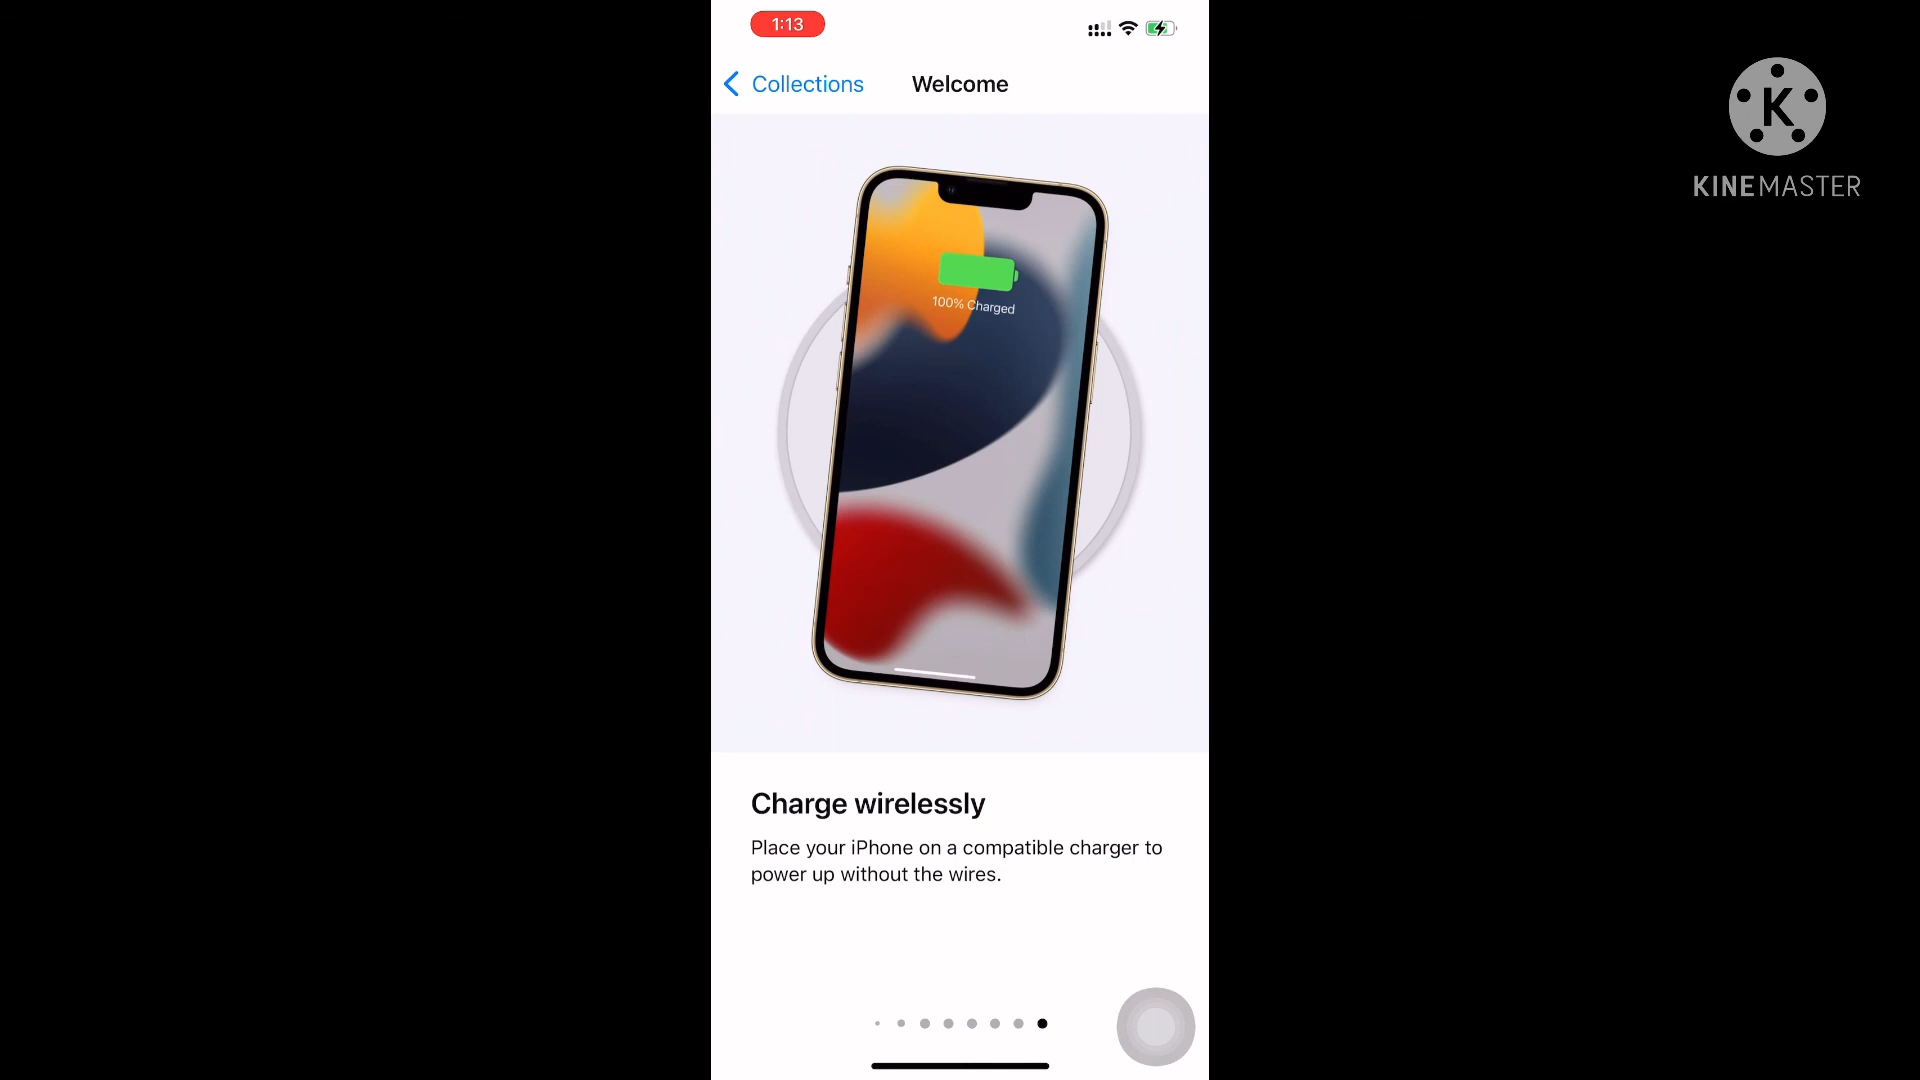 1:13
Collections
Welcome
K
KINEMASTER
100% Charged
Charge wirelessly
Place your iPhone on a compatible charger to
power up without the wires.